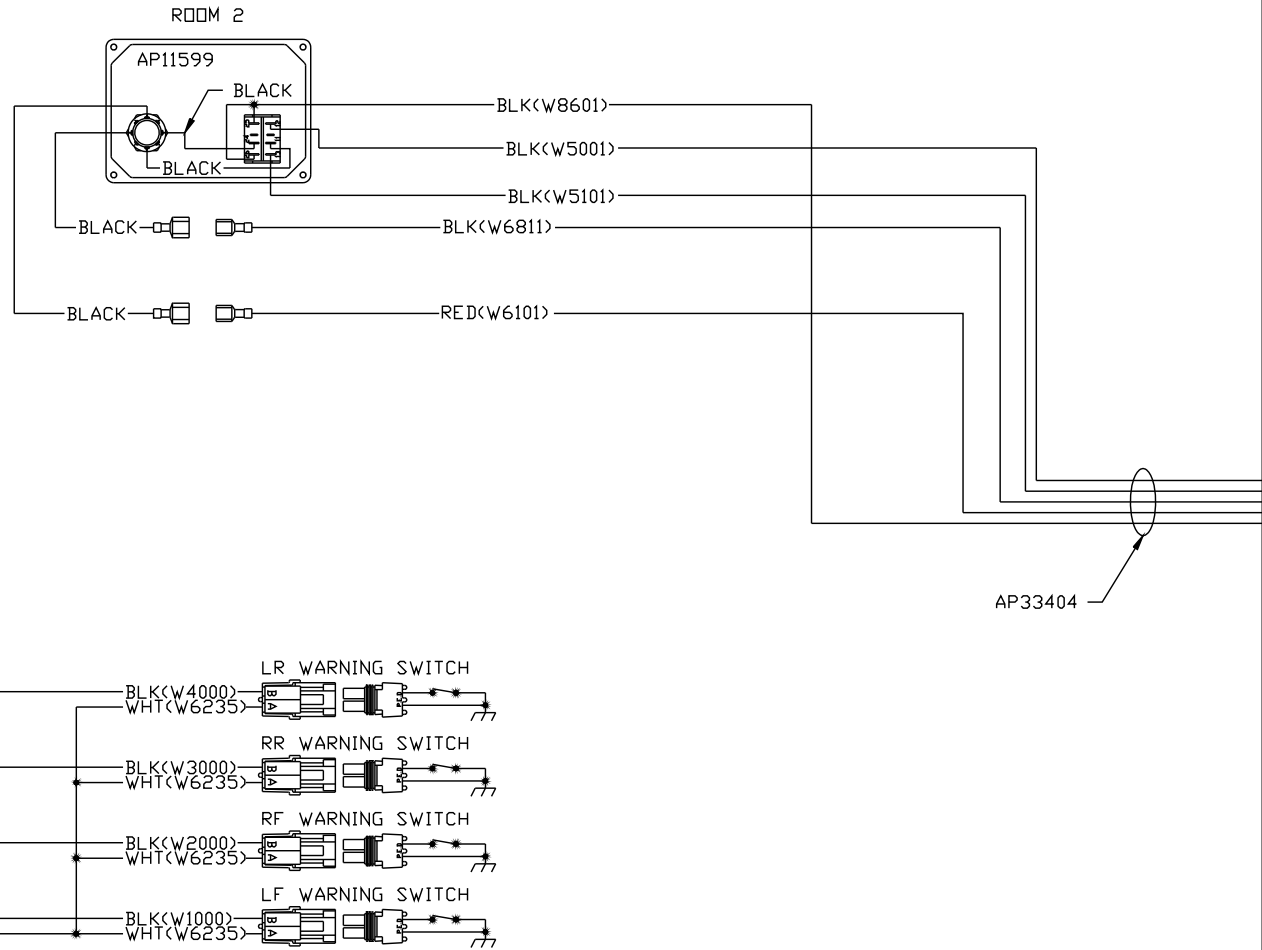 ROOM 2
AP11599
BLACK
BLK(W8601)
BLK(W5001)
BLACK
BLK(W5101)
BLACK
BLK(W6811)
BLACK
RED(W6101)
AP33404
LR WARNING SWITCH
BLK(W4000)
WHT(W6235)
B
A
RR WARNING SWITCH
BLK(W3000)
WHT(W6235)
B
A
RF WARNING SWITCH
BLK(W2000)
WHT(W6235)
B
A
LF WARNING SWITCH
BLK(W1000)
WHT(W6235)
B
A